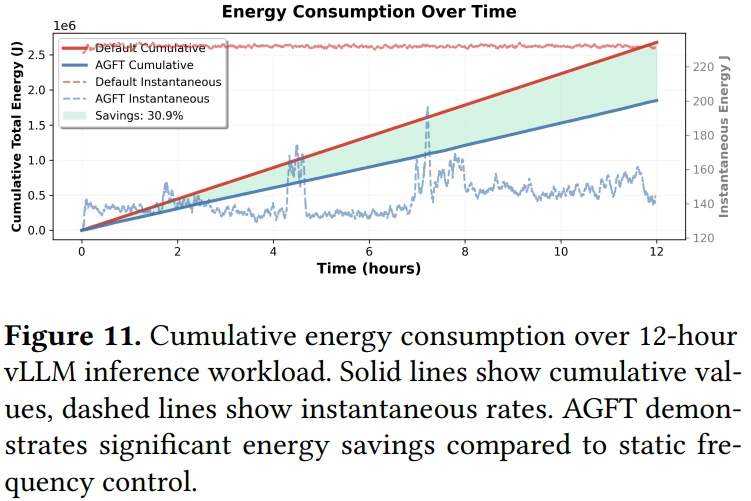 Energy Consumption Over Time
1e6
Default Cumulative
AGFT Cumulative
Default Instantaneous
AGFT Instantaneous
Savings: 30.9%
Cumulative Total Energy (J)
2.5
2.0
1.5
1.0
0.5
0.0
220
200
180
160
140
120
Instantaneous Energy J
0 2 4 6 8 10 12
Time (hours)
Figure 11. Cumulative energy consumption over 12-hour
vLLM inference workload. Solid lines show cumulative val-
ues, dashed lines show instantaneous rates. AGFT demon-
strates significant energy savings compared to static fre-
quency control.